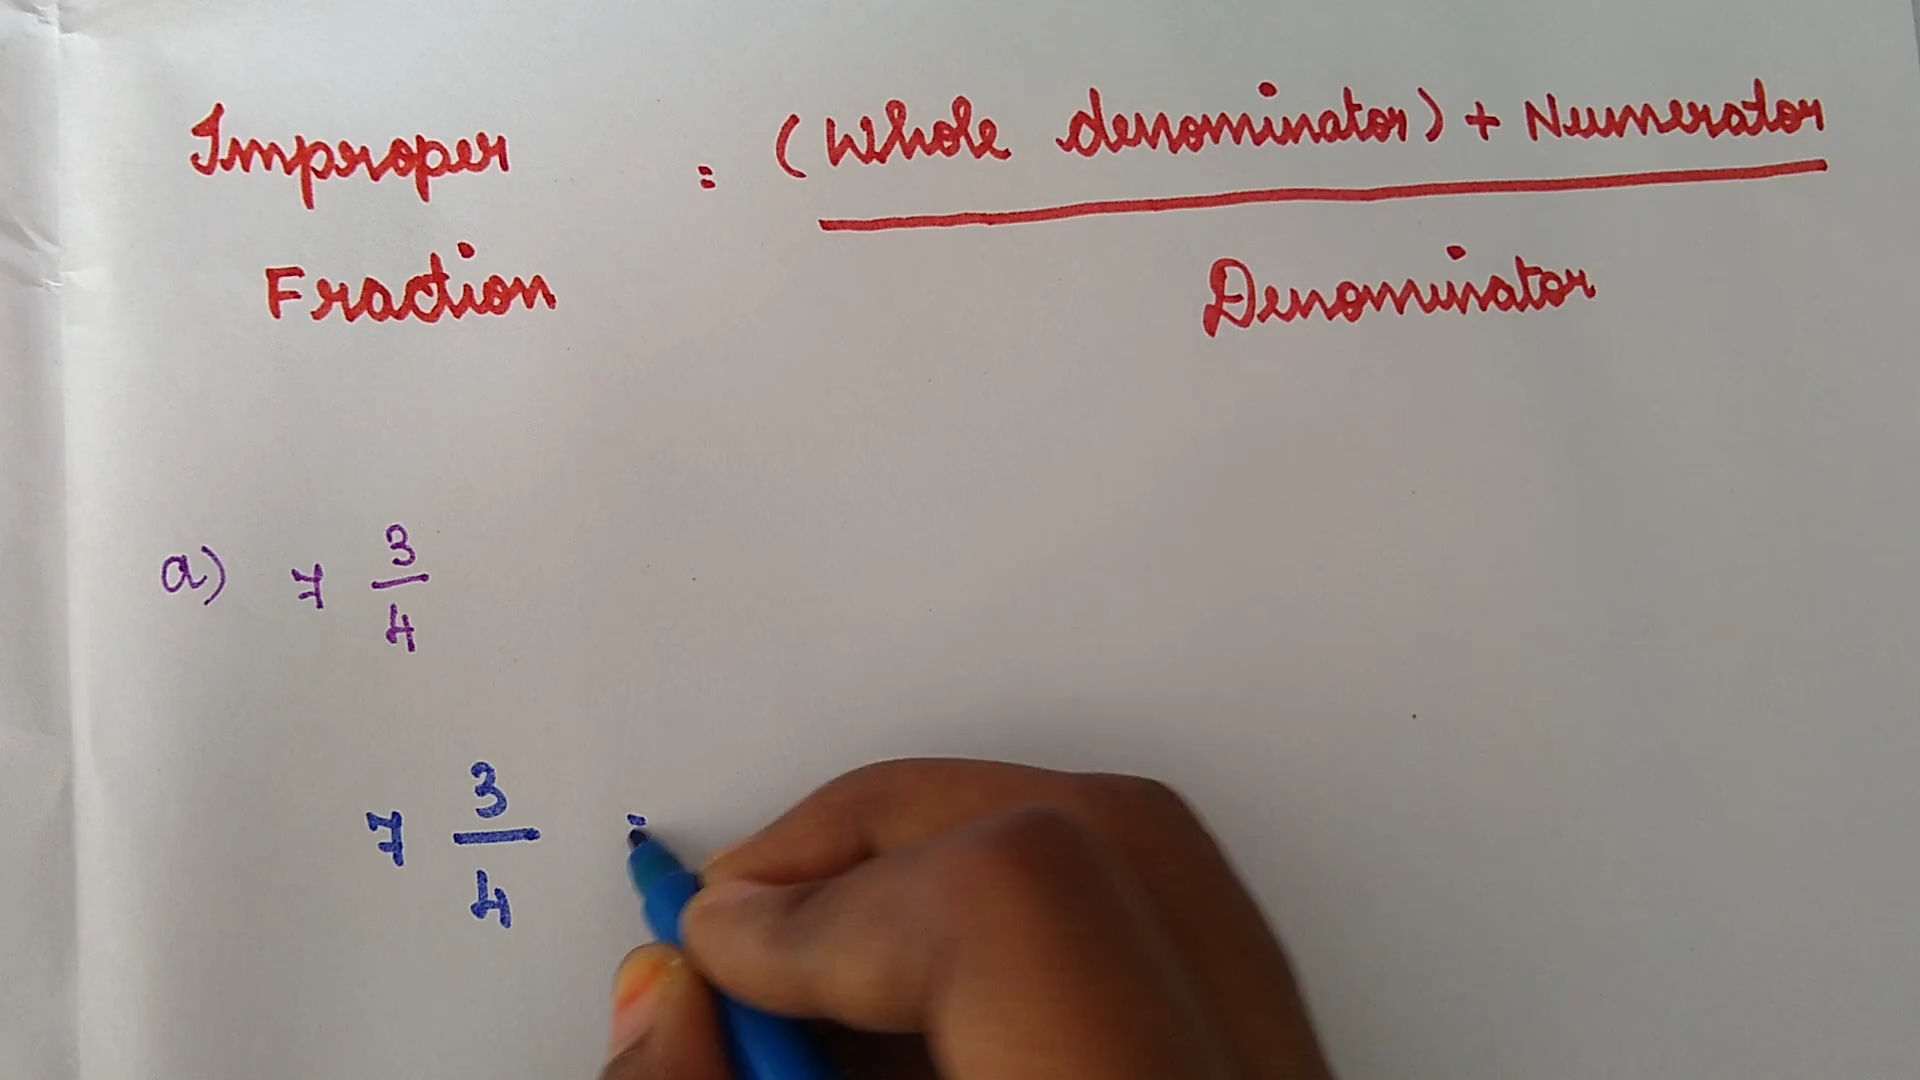 Improper = (Whole denominator) + Numerator
Fraction Denominator
a) 7 3/4
7 3/4